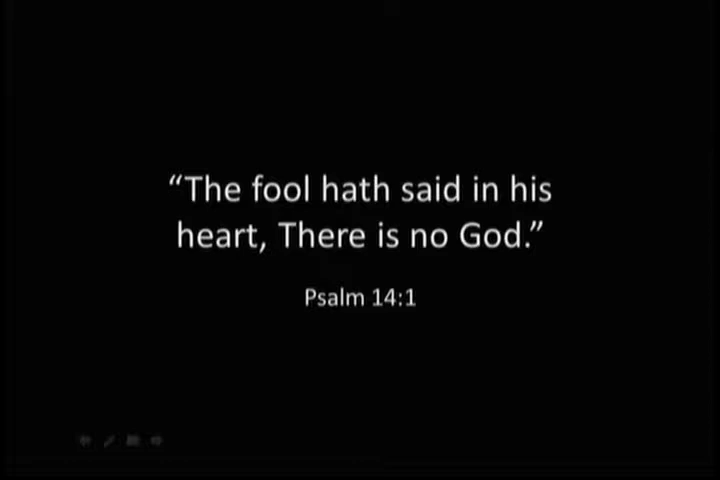 “The fool hath said in his
heart, There is no God.”
Psalm 14:1